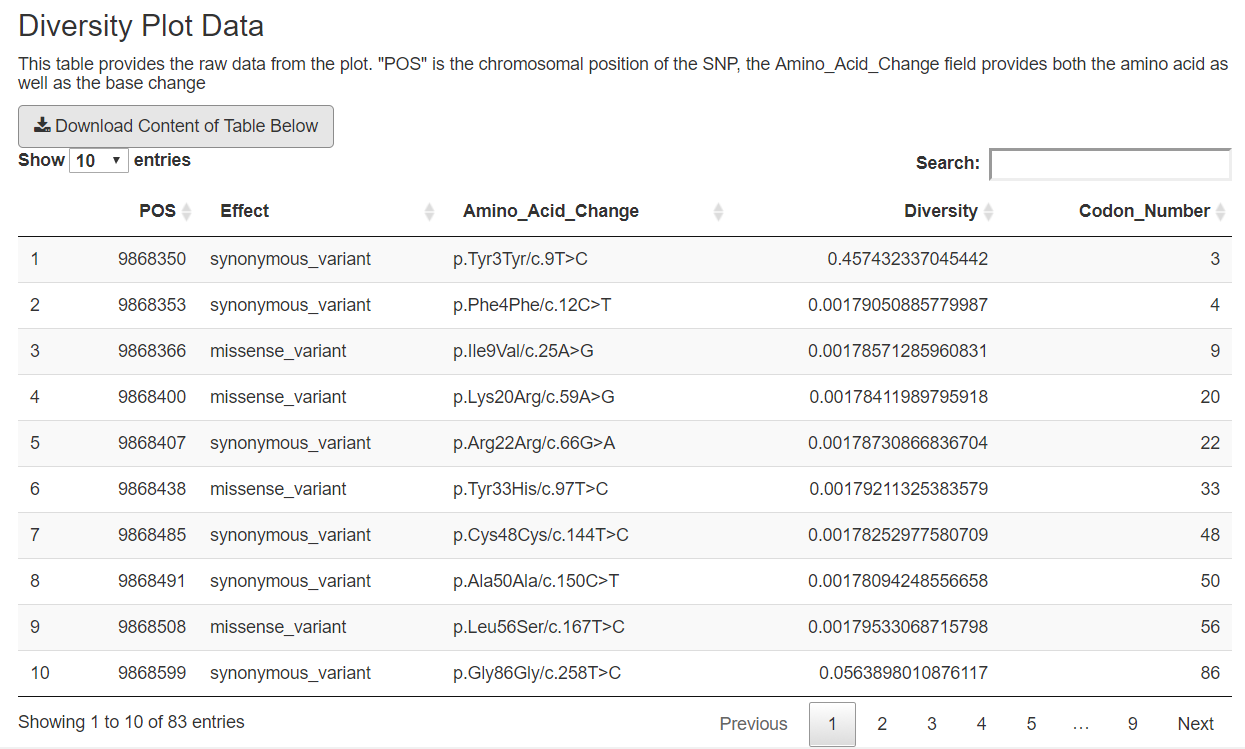 Diversity Plot Data
This table provides the raw data from the plot. "POS" is the chromosomal position of the SNP, the Amino_Acid_Change field provides both the amino acid as
well as the base change
Download Content of Table Below
Show 10 entries
Search:
POS Effect Amino_Acid_Change Diversity Codon_Number
1 9868350 synonymous_variant p.Tyr3Tyr/c.9T>C 0.457432337045442 3
2 9868353 synonymous_variant p.Phe4Phe/c.12C>T 0.00179050885779987 4
3 9868366 missense_variant p.Ile9Val/c.25A>G 0.00178571285960831 9
4 9868400 missense_variant p.Lys20Arg/c.59A>G 0.00178411989795918 20
5 9868407 synonymous_variant p.Arg22Arg/c.66G>A 0.00178730866836704 22
6 9868438 missense_variant p.Tyr33His/c.97T>C 0.00179211325383579 33
7 9868485 synonymous_variant p.Cys48Cys/c.144T>C 0.00178252977580709 48
8 9868491 synonymous_variant p.Ala50Ala/c.150C>T 0.00178094248556658 50
9 9868508 missense_variant p.Leu56Ser/c.167T>C 0.00179533068715798 56
10 9868599 synonymous_variant p.Gly86Gly/c.258T>C 0.0563898010876117 86
Showing 1 to 10 of 83 entries
Previous 1 2 3 4 5 … 9 Next